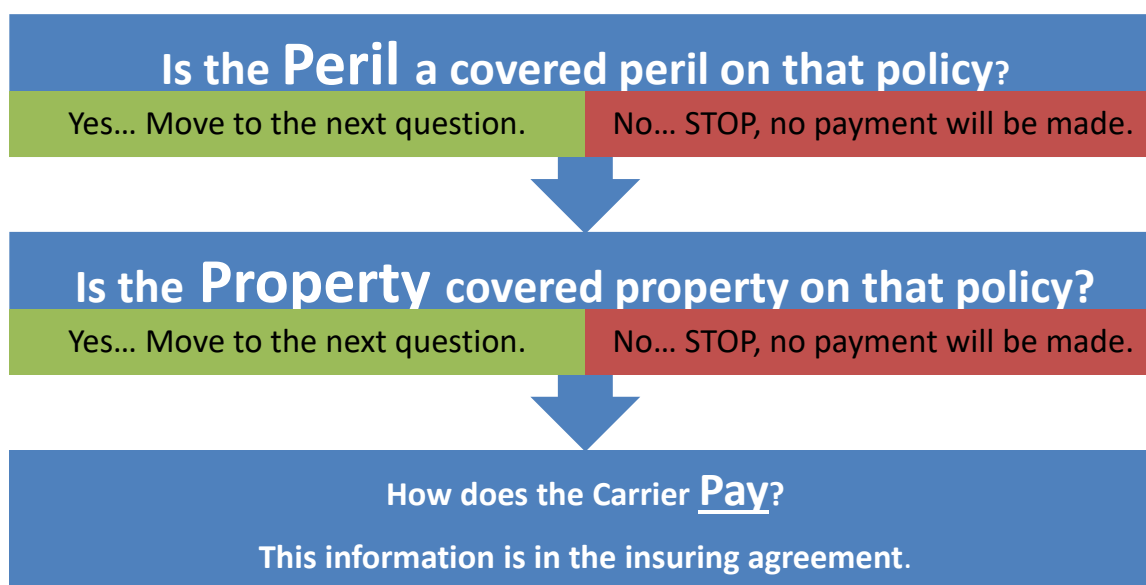 Is the Peril a covered peril on that policy?
Yes… Move to the next question.
No… STOP, no payment will be made.
Is the Property covered property on that policy?
Yes… Move to the next question.
No… STOP, no payment will be made.
How does the Carrier Pay?
This information is in the insuring agreement.